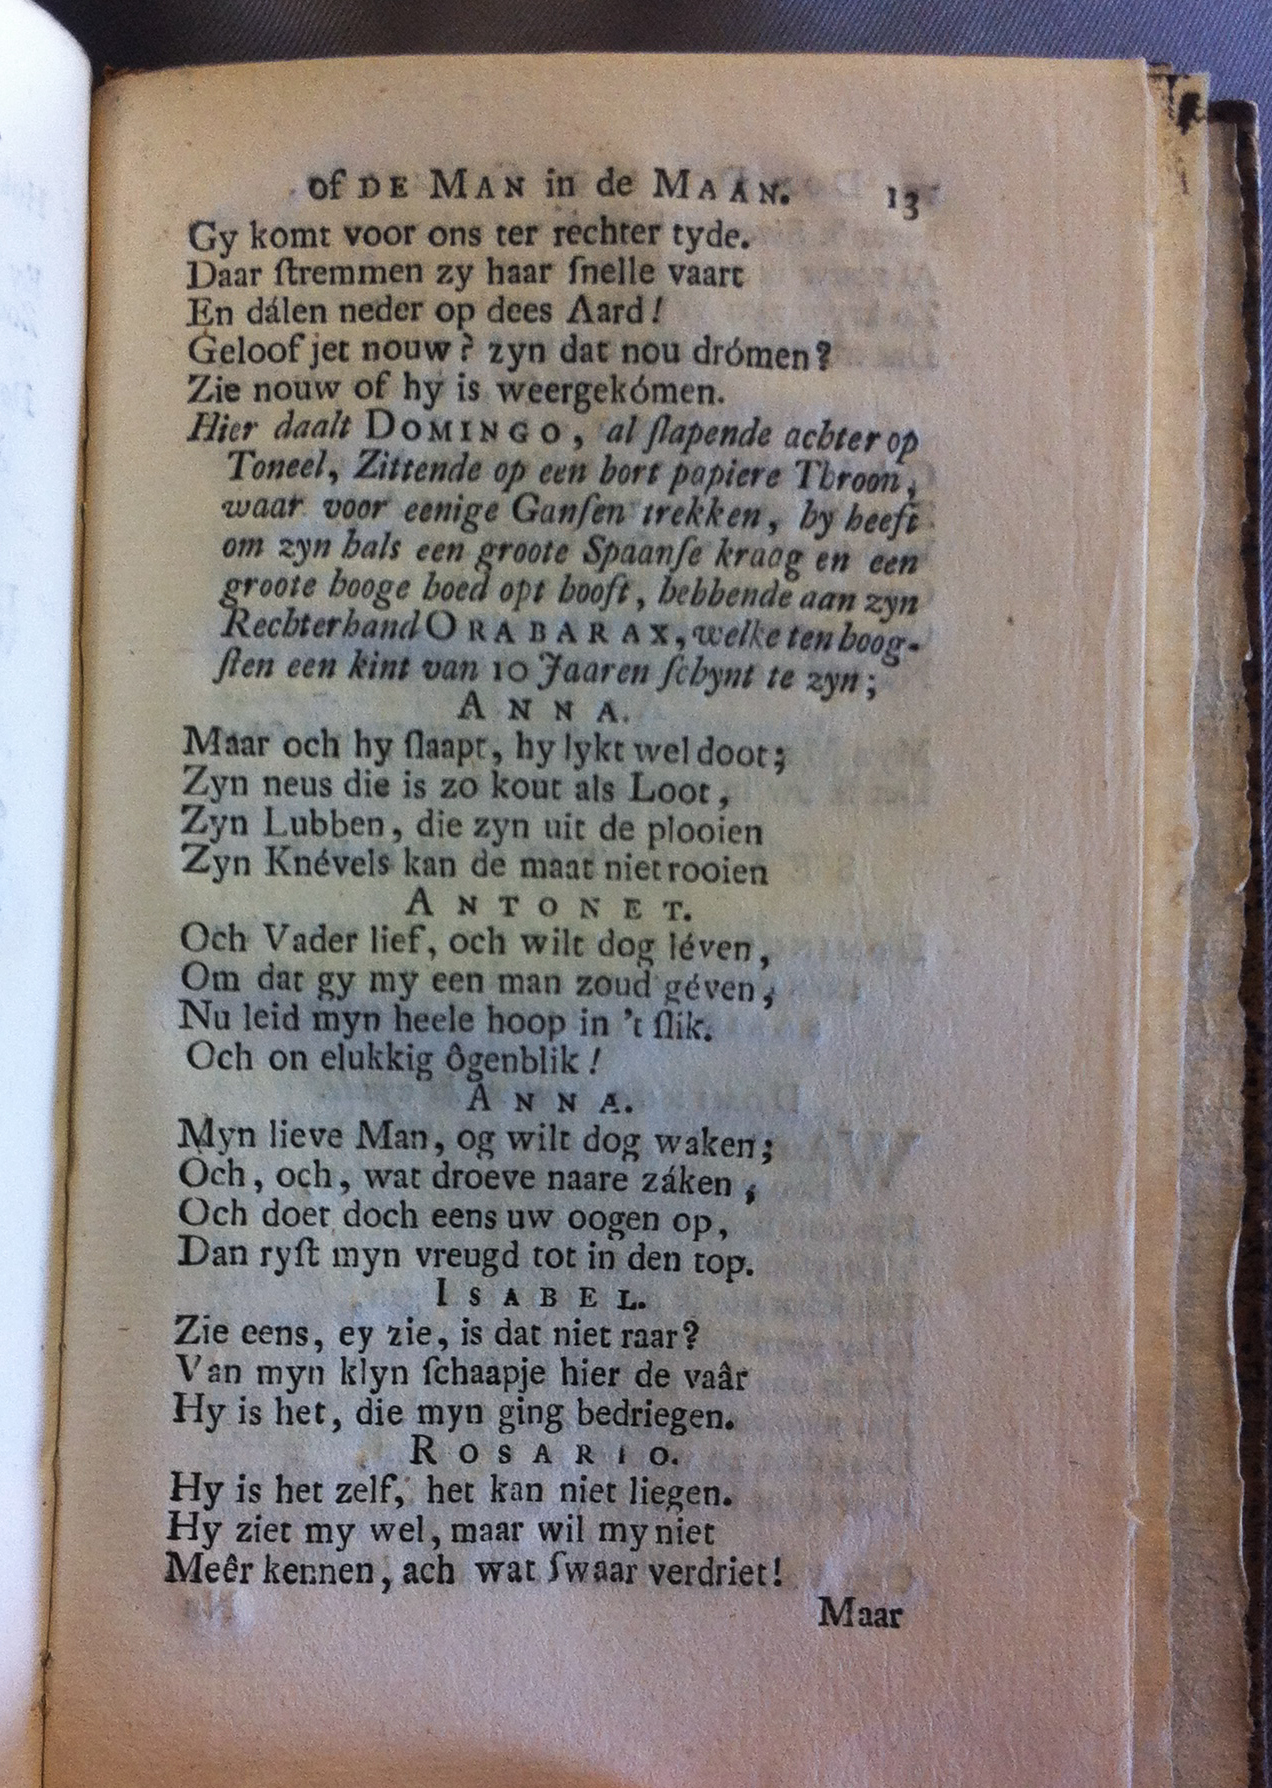 of DE MAN in de MAAN. 13
Gy komt voor ons ter rechter tyde.
Daar ſtremmen zy haar ſnelle vaart
En dálen neder op dees Aard!
Geloof jet nouw? zyn dat nou drómen?
Zie nouw of hy is weergekómen.
Hier daalt DOMINGO, al ſlapende achter op
Toneel, Zittende op een bort papiere Throon,
waar voor eenige Ganſen trekken, hy heeft
om zyn hals een groote Spaanſe kraag en een
groote hooge hoed opt hooft, hebbende aan zyn
Rechterhand ORABARAX, welke ten hoog-
ſten een kint van 10 Jaaren ſchynt te zyn;
ANNA.
Maar och hy ſlaapt, hy lykt wel doot;
Zyn neus die is zo kout als Loot,
Zyn Lubben, die zyn uit de plooien
Zyn Knévels kan de maat niet rooien
ANTONET.
Och Vader lief, och wilt dog léven,
Om dat gy my een man zoud géven,
Nu leid myn heele hoop in 't ſlik.
Och on elukkig ôgenblik!
ANNA.
Myn lieve Man, og wilt dog waken;
Och, och, wat droeve naare záken,
Och doet doch eens uw oogen op,
Dan ryſt myn vreugd tot in den top.
ISABEL.
Zie eens, ey zie, is dat niet raar?
Van myn klyn ſchaapje hier de vaâr
Hy is het, die myn ging bedriegen.
ROSARIO.
Hy is het zelf, het kan niet liegen.
Hy ziet my wel, maar wil my niet
Meêr kennen, ach wat ſwaar verdriet!
Maar